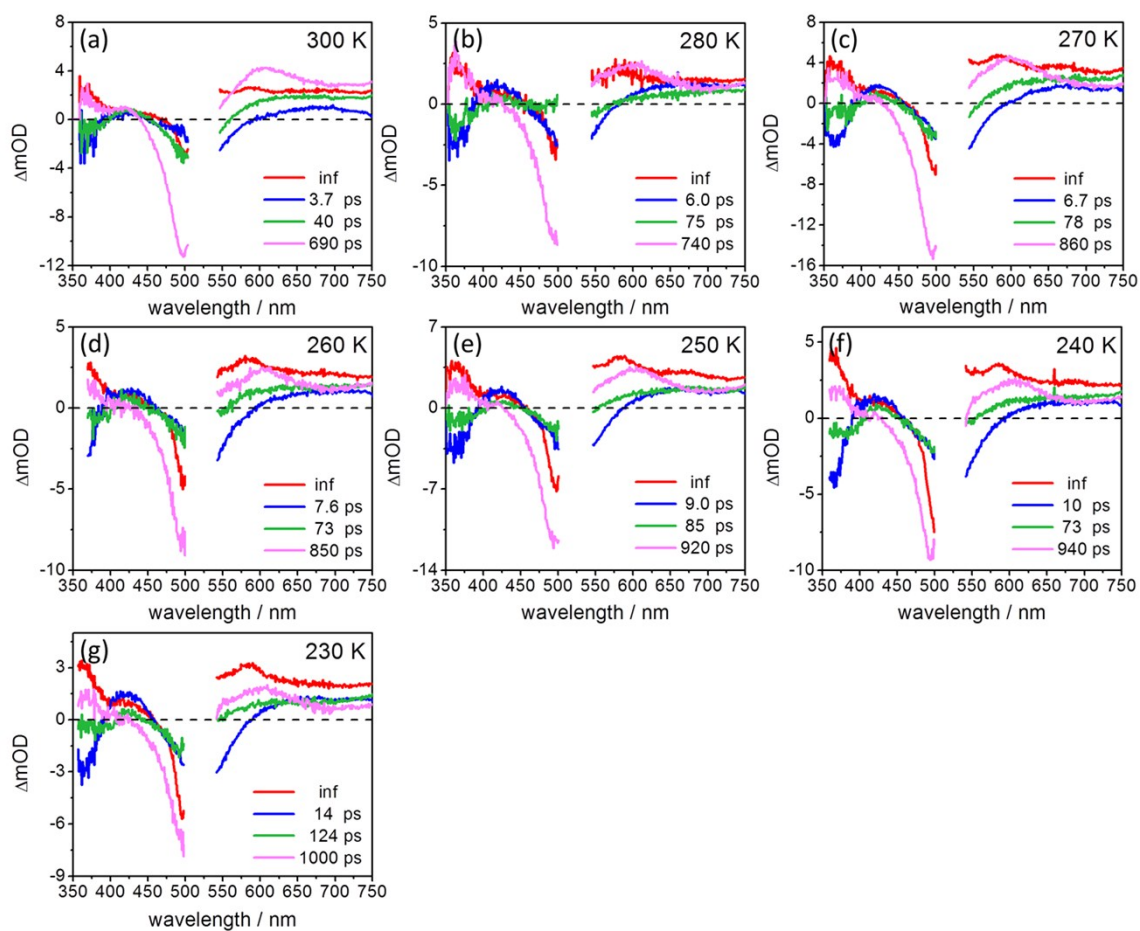 (a) 300 K
8
4
0
-4
-8
-12
ΔmOD
inf
3.7 ps
40 ps
690 ps
350 400 450 500 550 600 650 700 750
wavelength / nm
(b) 280 K
5
0
-5
-10
ΔmOD
inf
6.0 ps
75 ps
740 ps
350 400 450 500 550 600 650 700 750
wavelength / nm
(c) 270 K
8
4
0
-4
-8
-12
-16
ΔmOD
inf
6.7 ps
78 ps
860 ps
350 400 450 500 550 600 650 700 750
wavelength / nm
(d) 260 K
5
0
-5
-10
ΔmOD
inf
7.6 ps
73 ps
850 ps
350 400 450 500 550 600 650 700 750
wavelength / nm
(e) 250 K
7
0
-7
-14
ΔmOD
inf
9.0 ps
85 ps
920 ps
350 400 450 500 550 600 650 700 750
wavelength / nm
(f) 240 K
5
0
-5
-10
ΔmOD
inf
10 ps
73 ps
940 ps
350 400 450 500 550 600 650 700 750
wavelength / nm
(g) 230 K
3
0
-3
-6
-9
ΔmOD
inf
14 ps
124 ps
1000 ps
350 400 450 500 550 600 650 700 750
wavelength / nm